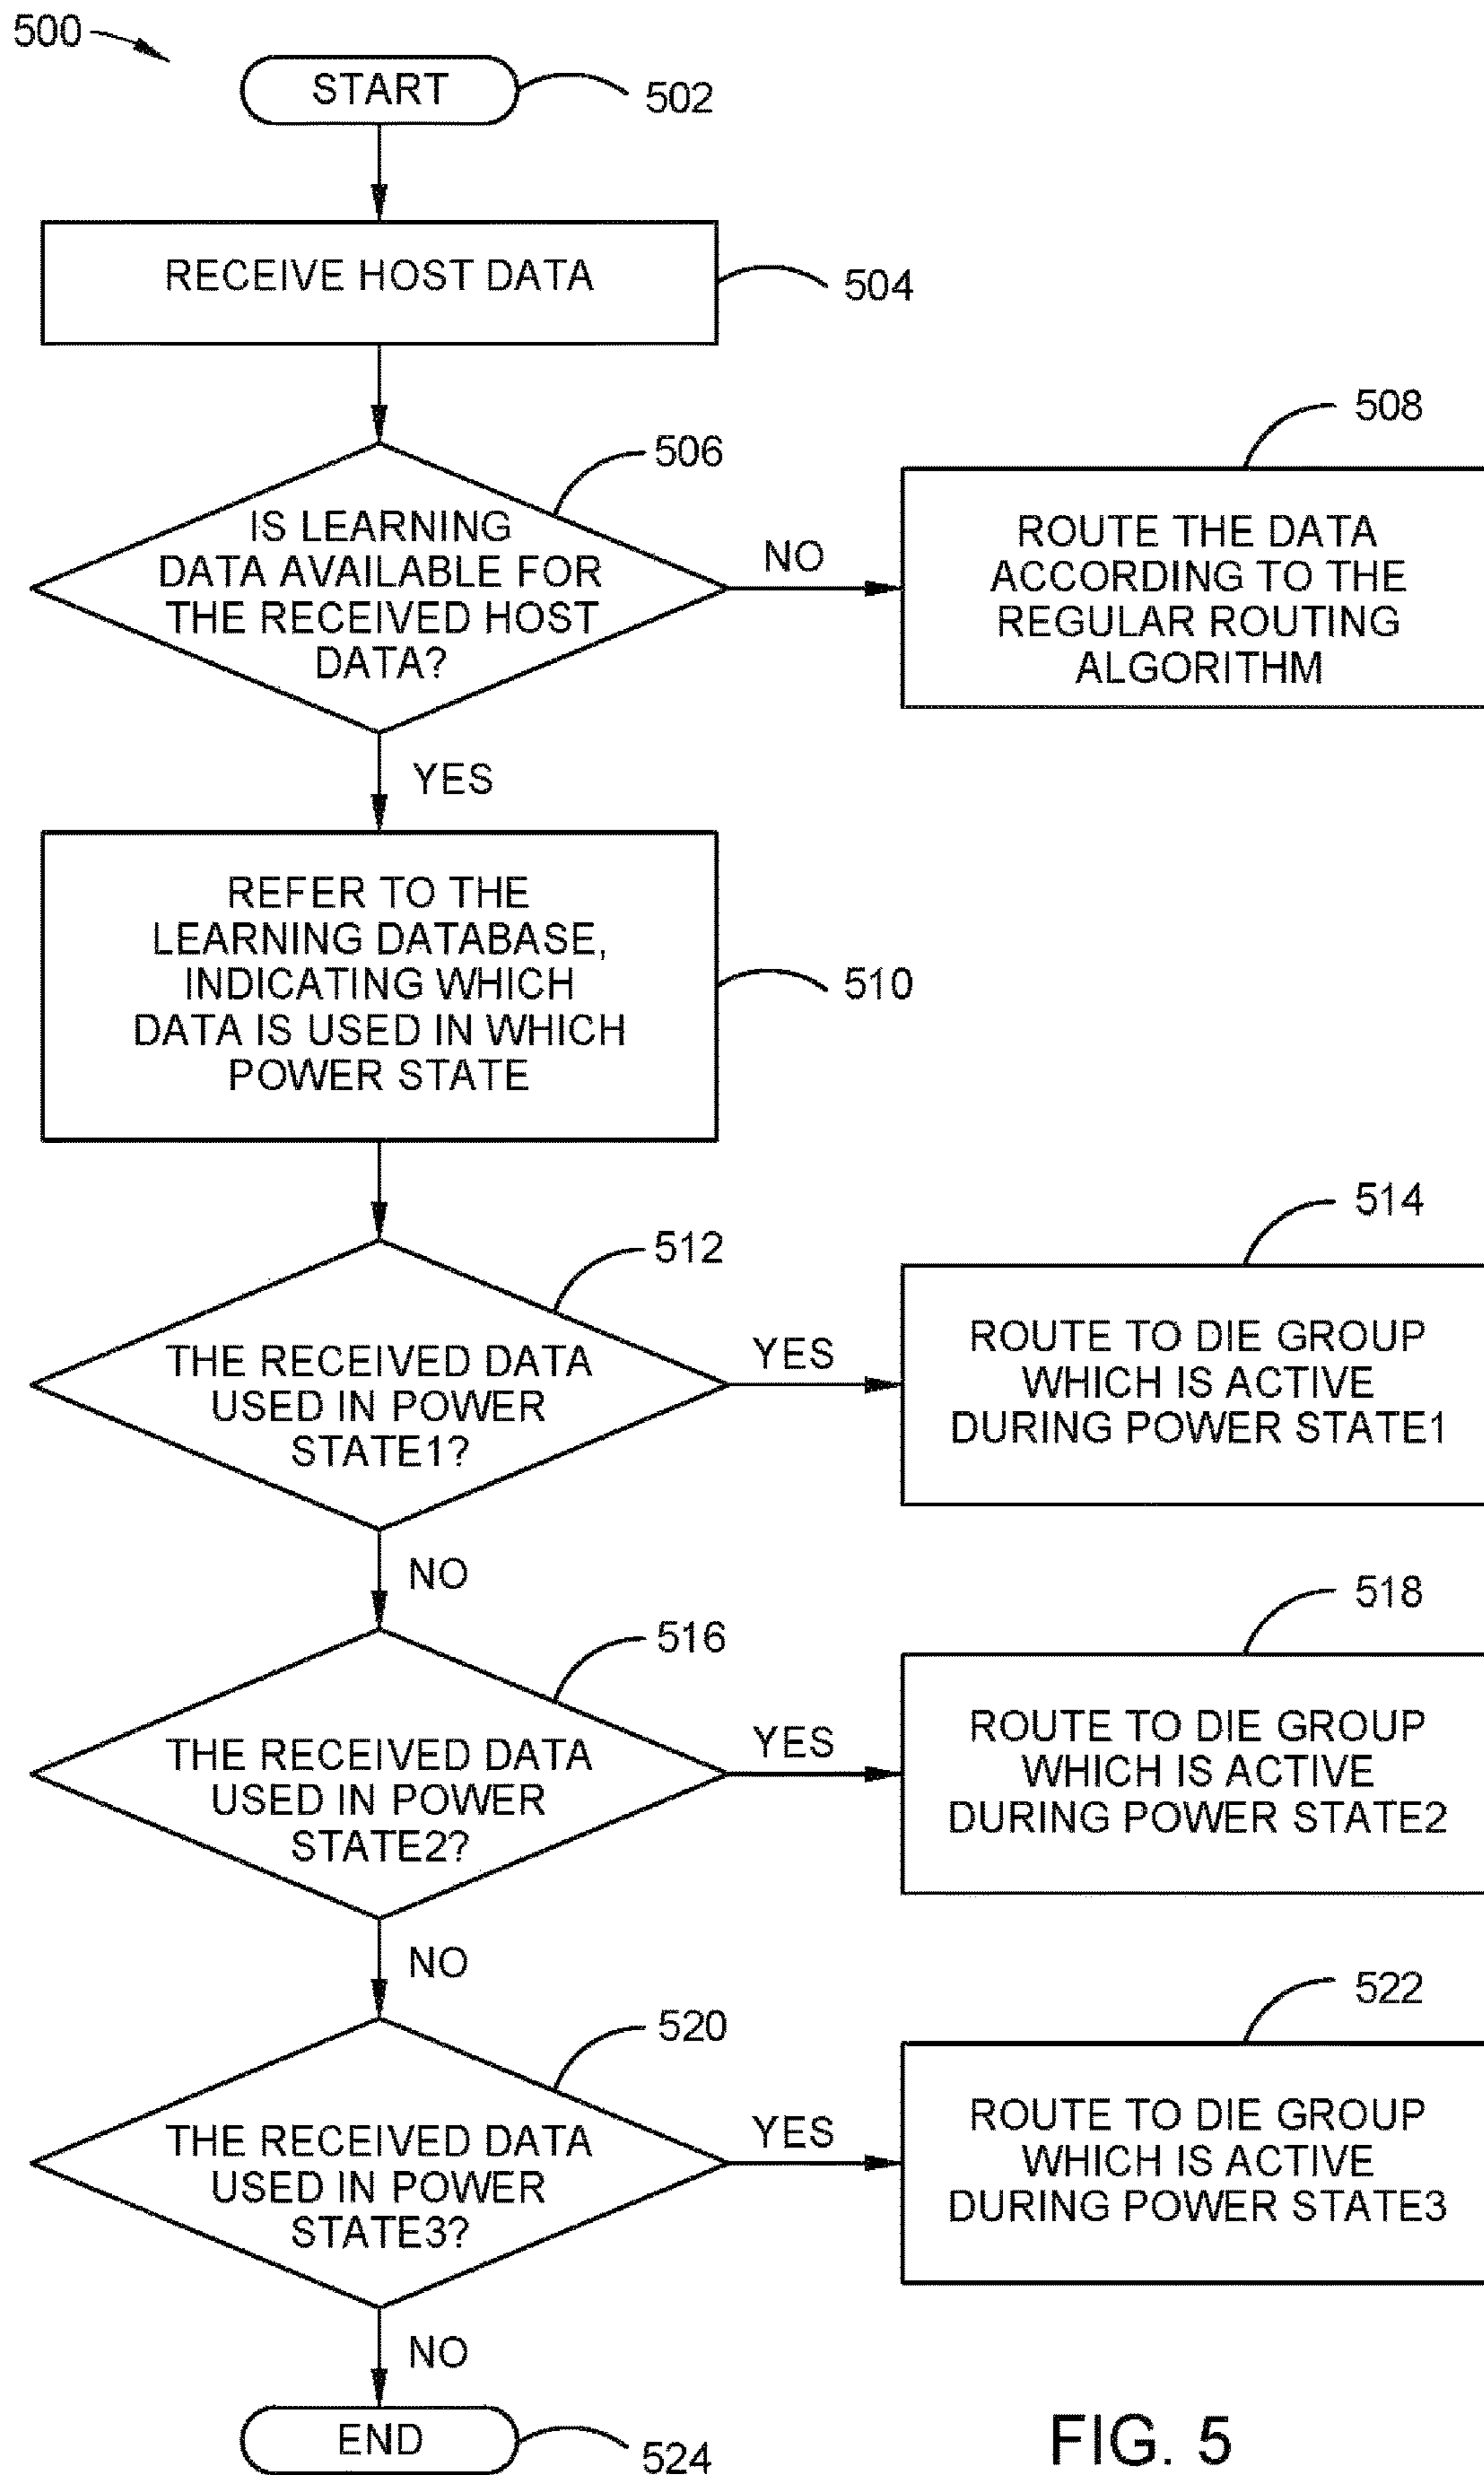 500
START
502
RECEIVE HOST DATA
504
506
IS LEARNING
DATA AVAILABLE FOR
THE RECEIVED HOST
DATA?
NO
508
ROUTE THE DATA
ACCORDING TO THE
REGULAR ROUTING
ALGORITHM
YES
REFER TO THE
LEARNING DATABASE,
INDICATING WHICH
DATA IS USED IN WHICH
POWER STATE
510
512
THE RECEIVED DATA
USED IN POWER
STATE1?
YES
514
ROUTE TO DIE GROUP
WHICH IS ACTIVE
DURING POWER STATE1
NO
516
THE RECEIVED DATA
USED IN POWER
STATE2?
YES
518
ROUTE TO DIE GROUP
WHICH IS ACTIVE
DURING POWER STATE2
NO
520
THE RECEIVED DATA
USED IN POWER
STATE3?
YES
522
ROUTE TO DIE GROUP
WHICH IS ACTIVE
DURING POWER STATE3
NO
END
524
FIG. 5